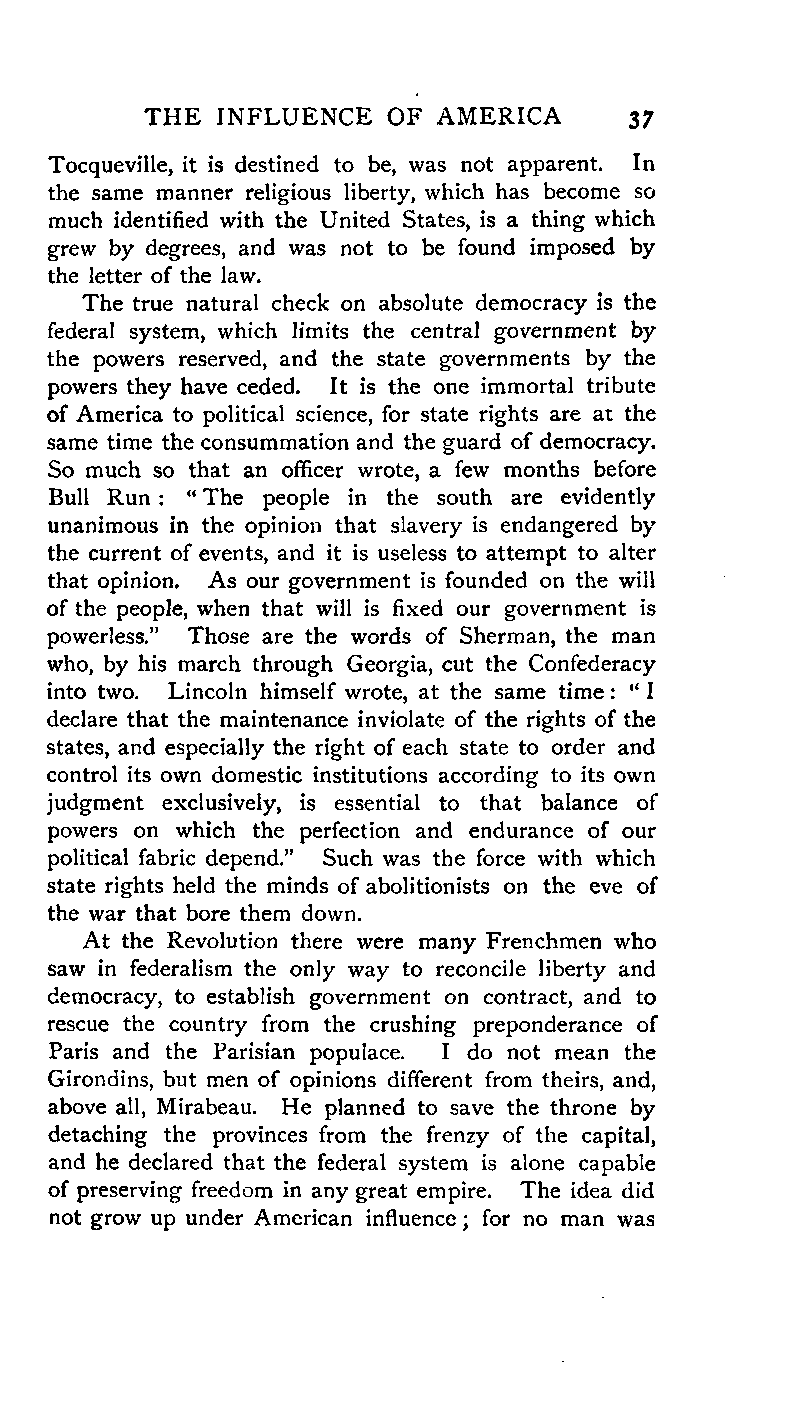 THE INFLUENCE OF AMERICA 37
Tocqueville, it is destined to be, was not apparent. In
the same manner religious liberty, which has become so
much identified with the United States, is a thing which
grew by degrees, and was not to be found imposed by
the letter of the law.
The true natural check on absolute democracy is the
federal system, which limits the central government by
the powers reserved, and the state governments by the
powers they have ceded. It is the one immortal tribute
of America to political science, for state rights are at the
same time the consummation and the guard of democracy.
So much so that an officer wrote, a few months before
Bull Run : “The people in the south are evidently
unanimous in the opinion that slavery is endangered by
the current of events, and it is useless to attempt to alter
that opinion. As our government is founded on the will
of the people, when that will is fixed our government is
powerless.” Those are the words of Sherman, the man
who, by his march through Georgia, cut the Confederacy
into two. Lincoln himself wrote, at the same time : “I
declare that the maintenance inviolate of the rights of the
states, and especially the right of each state to order and
control its own domestic institutions according to its own
judgment exclusively, is essential to that balance of
powers on which the perfection and endurance of our
political fabric depend.” Such was the force with which
state rights held the minds of abolitionists on the eve of
the war that bore them down.
At the Revolution there were many Frenchmen who
saw in federalism the only way to reconcile liberty and
democracy, to establish government on contract, and to
rescue the country from the crushing preponderance of
Paris and the Parisian populace. I do not mean the
Girondins, but men of opinions different from theirs, and,
above all, Mirabeau. He planned to save the throne by
detaching the provinces from the frenzy of the capital,
and he declared that the federal system is alone capable
of preserving freedom in any great empire. The idea did
not grow up under American influence ; for no man was